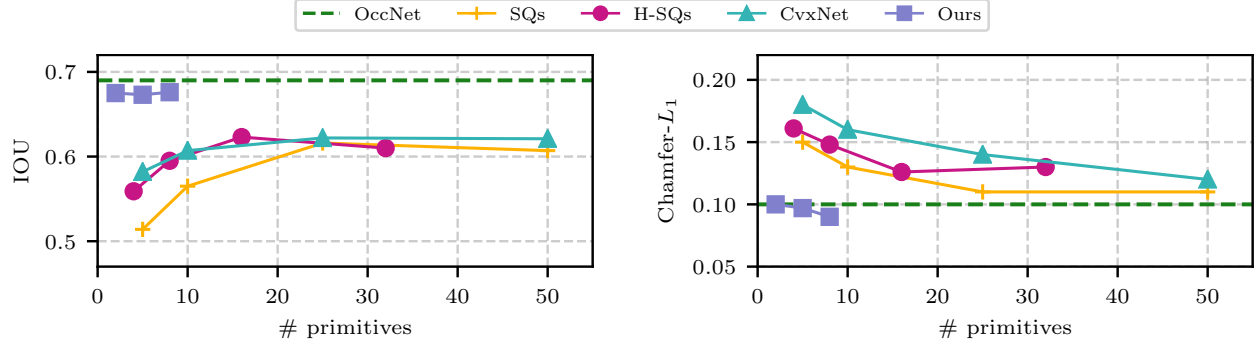 OccNet SQs H-SQs CvxNet Ours
0.7
0.6
0.5
IOU
0 10 20 30 40 50
# primitives
0.20
0.15
0.10
0.05
Chamfer-L₁
0 10 20 30 40 50
# primitives